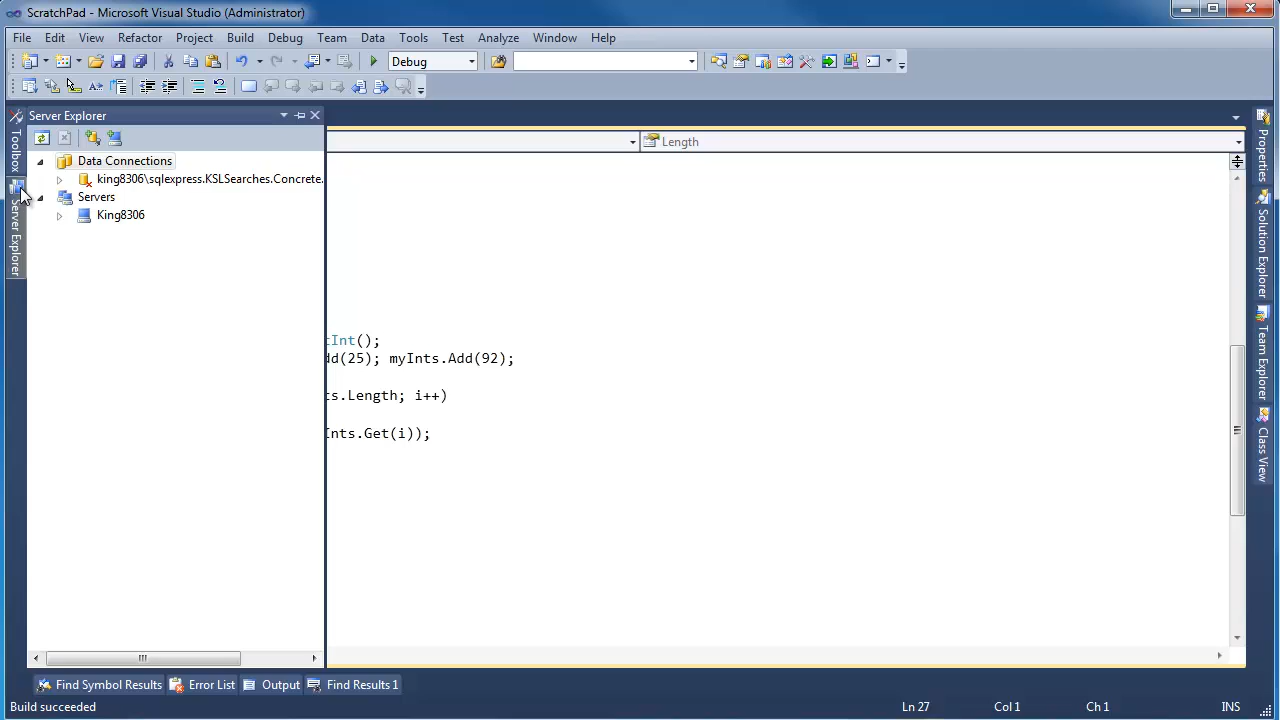 ScratchPad - Microsoft Visual Studio (Administrator)
File Edit View Refactor Project Build Debug Team Data Tools Test Analyze Window Help
Debug
Server Explorer
Length
Toolbox
Server Explorer
Data Connections
king8306\sqlexpress.KSLSearches.Concrete.
Servers
King8306
Int();
dd(25); myInts.Add(92);
ts.Length; i++)
Ints.Get(i));
Properties
Solution Explorer
Team Explorer
Class View
Find Symbol Results Error List Output Find Results 1
Build succeeded Ln 27 Col 1 Ch 1 INS